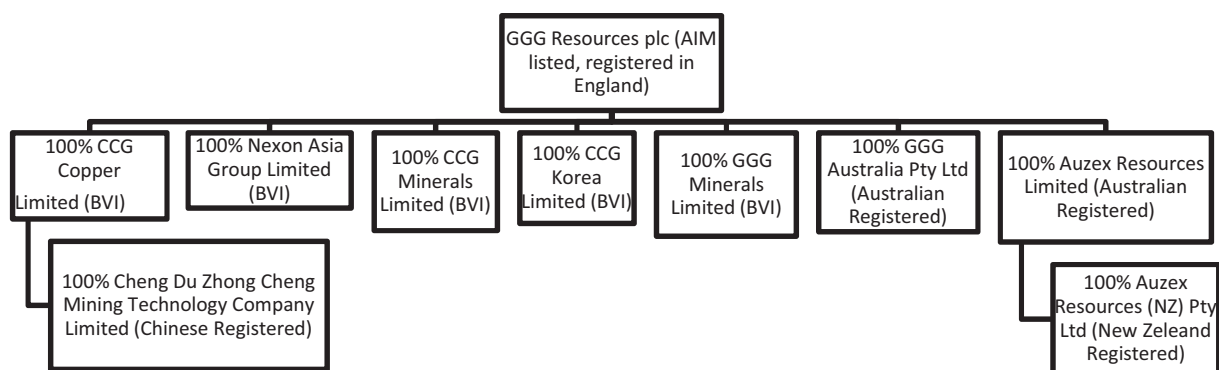 GGG Resources plc (AIM
listed, registered in
England)
100% CCG
Copper
Limited (BVI)
100% Nexon Asia
Group Limited
(BVI)
100% CCG
Minerals
Limited (BVI)
100% CCG
Korea
Limited (BVI)
100% GGG
Minerals
Limited (BVI)
100% GGG
Australia Pty Ltd
(Australian
Registered)
100% Auzex Resources
Limited (Australian
Registered)
100% Cheng Du Zhong Cheng
Mining Technology Company
Limited (Chinese Registered)
100% Auzex
Resources (NZ) Pty
Ltd (New Zeleand
Registered)